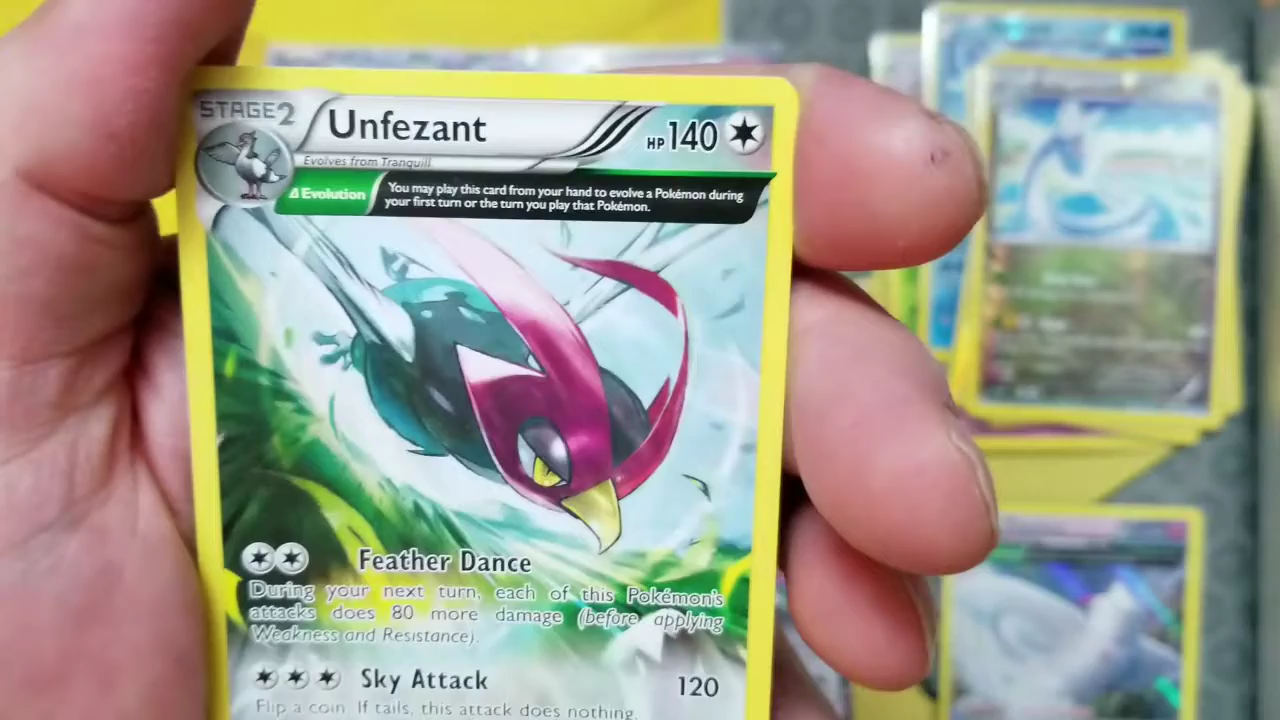 STAGE2
Unfezant
HP 140
Evolves from Tranquill
Δ Evolution
You may play this card from your hand to evolve a Pokémon during
your first turn or the turn you play that Pokémon.
Feather Dance
During your next turn, each of this Pokémon's
attacks does 80 more damage (before applying
Weakness and Resistance).
Sky Attack 120
Flip a coin. If tails, this attack does nothing.